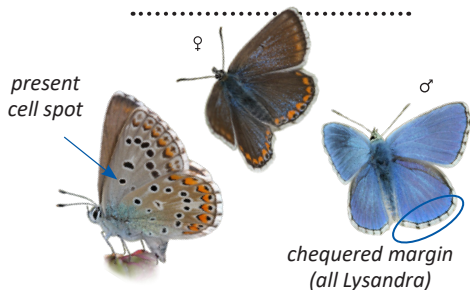 ♀
present
cell spot
♂
chequered margin
(all Lysandra)